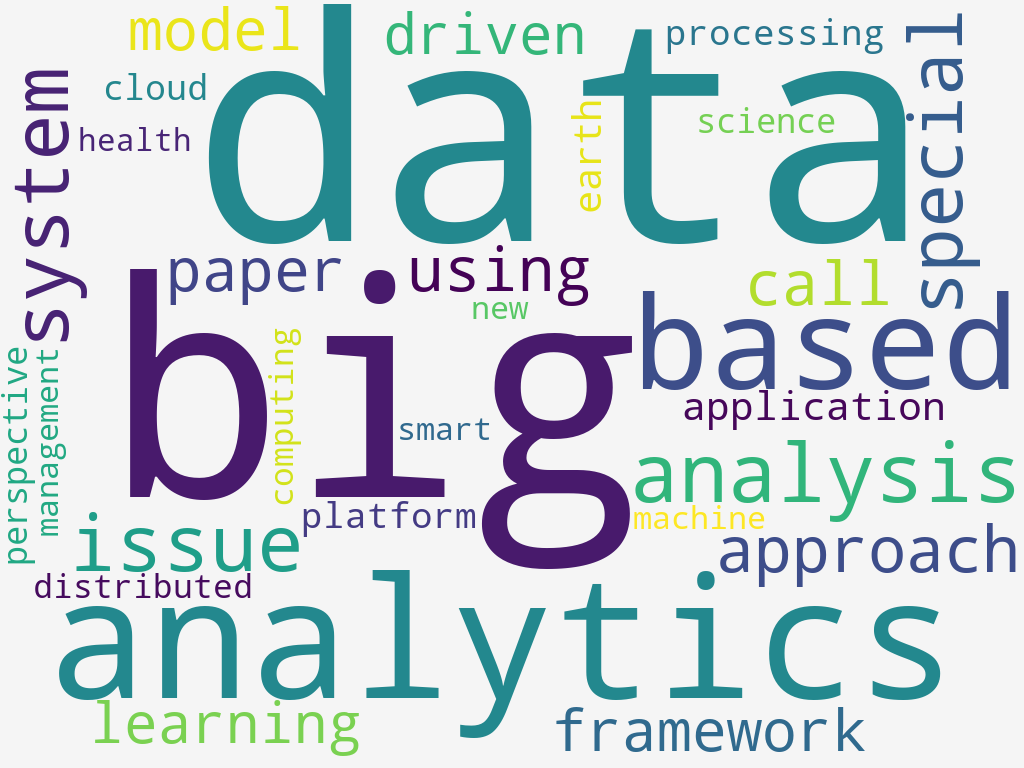 model
driven
processing
data
special
system
cloud
health
earth
science
paper
using
call
new
big
based
perspective
management
computing
smart
application
analysis
platform
machine
issue
approach
distributed
analytics
learning
framework